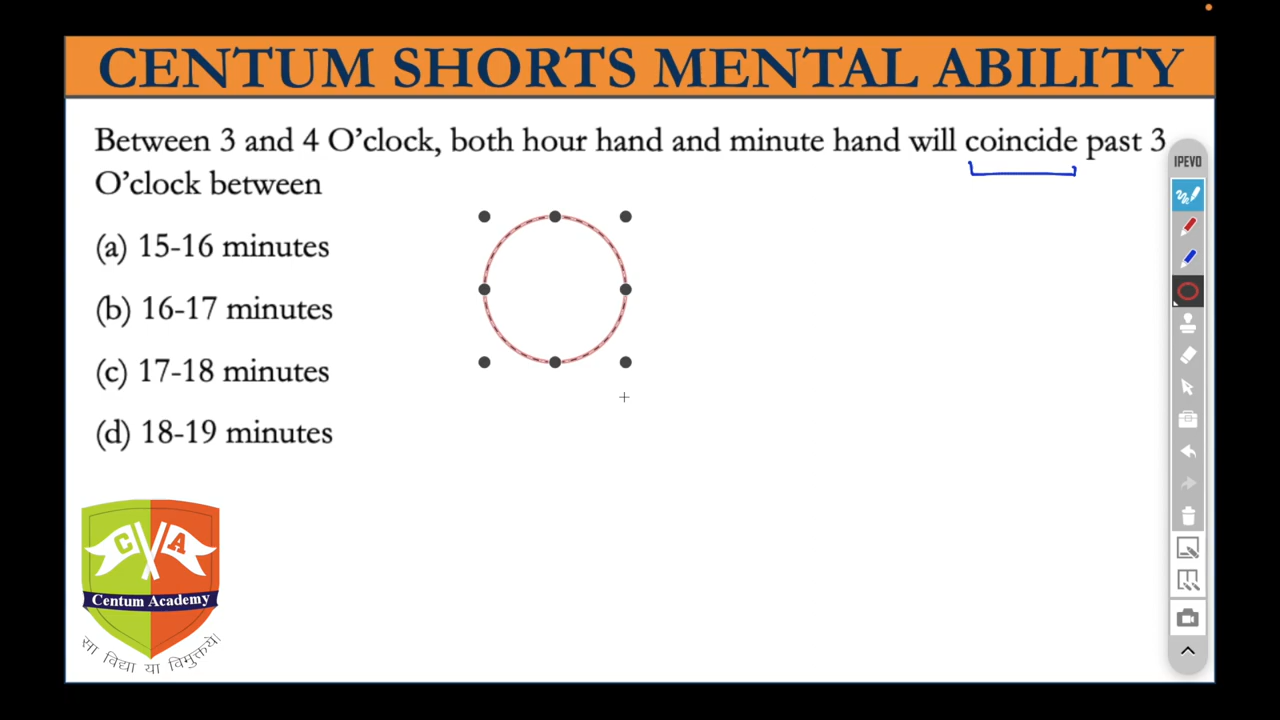 CENTUM SHORTS MENTAL ABILITY
Between 3 and 4 O’clock, both hour hand and minute hand will coincide past 3
O’clock between
(a) 15-16 minutes
(b) 16-17 minutes
(c) 17-18 minutes
(d) 18-19 minutes
IPEVO
C A
Centum Academy
सा विद्या या विमुक्तये।